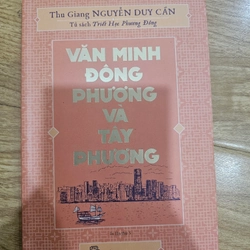 Thu Giang NGUYỄN DUY CẦN
Tủ sách Triết Học Phương Đông
VĂN MINH
ĐÔNG
PHƯƠNG
VÀ
TÂY
PHƯƠNG